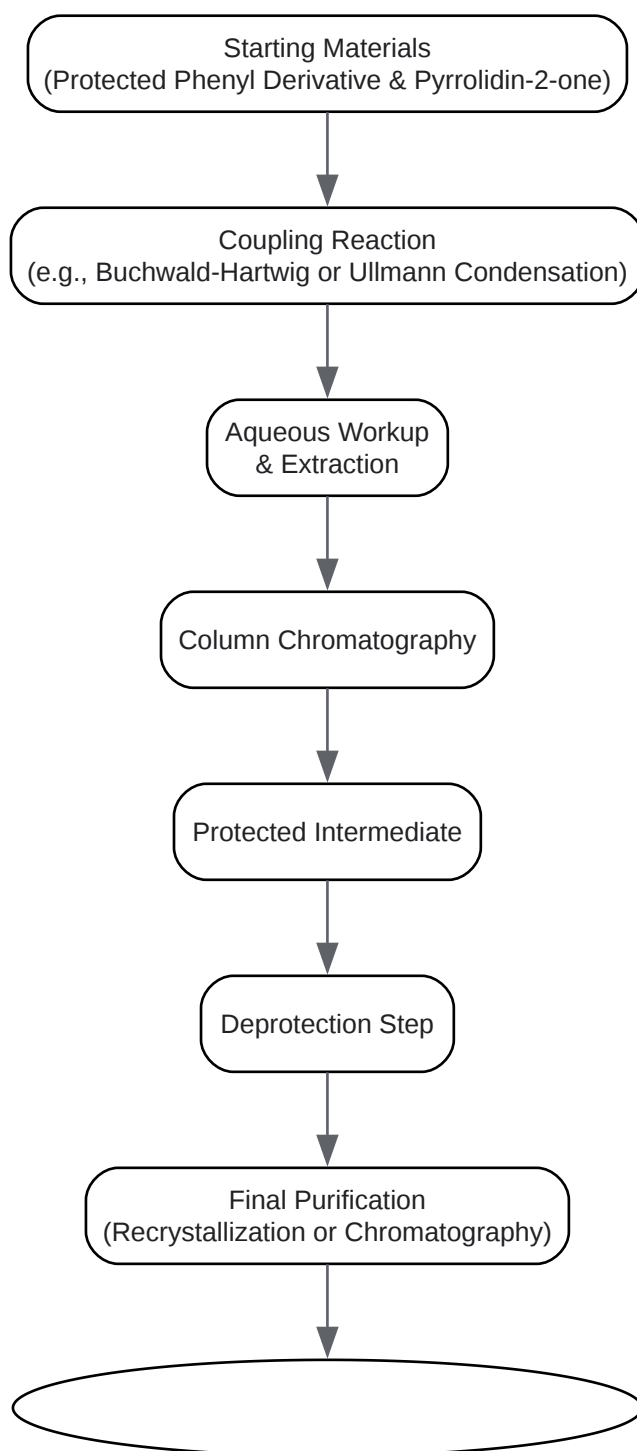 Starting Materials
(Protected Phenyl Derivative & Pyrrolidin-2-one)
Coupling Reaction
(e.g., Buchwald-Hartwig or Ullmann Condensation)
Aqueous Workup
& Extraction
Column Chromatography
Protected Intermediate
Deprotection Step
Final Purification
(Recrystallization or Chromatography)